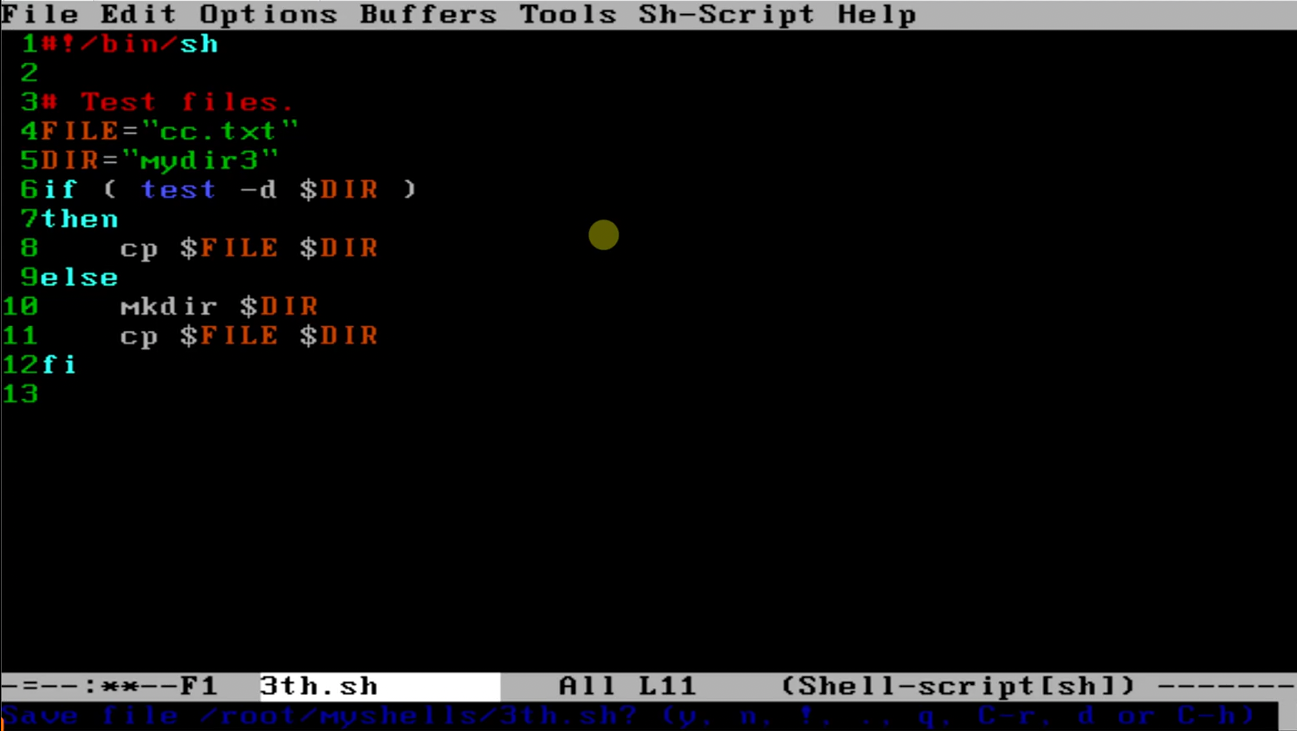 File Edit Options Buffers Tools Sh-Script Help
1#!/bin/sh
2
3# Test files.
4FILE="cc.txt"
5DIR="mydir3"
6if ( test -d $DIR )
7then
8    cp $FILE $DIR
9else
10    mkdir $DIR
11    cp $FILE $DIR
12fi
13
-=--:**--F1  3th.sh         All L11    (Shell-script[sh]) -------
Save file /root/myshells/3th.sh? (y, n, !, ., q, C-r, d or C-h)